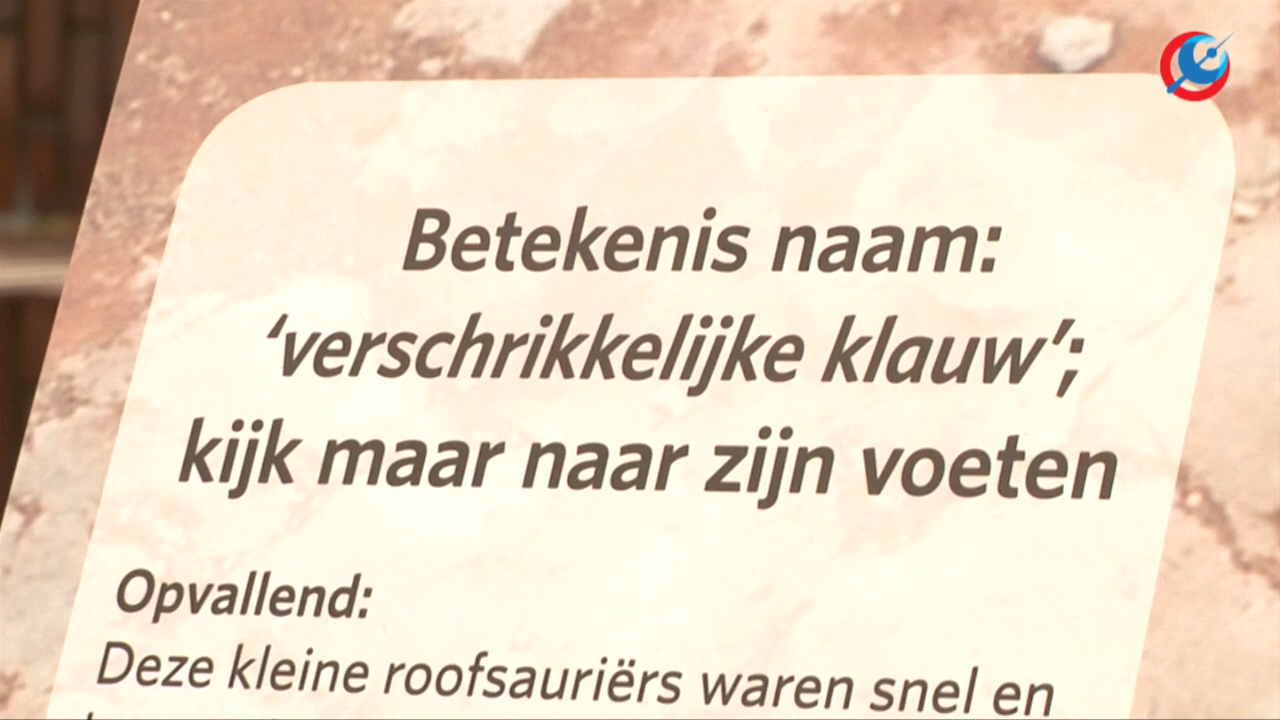 Betekenis naam:
‘verschrikkelijke klauw’;
kijk maar naar zijn voeten
Opvallend:
Deze kleine roofsauriërs waren snel en